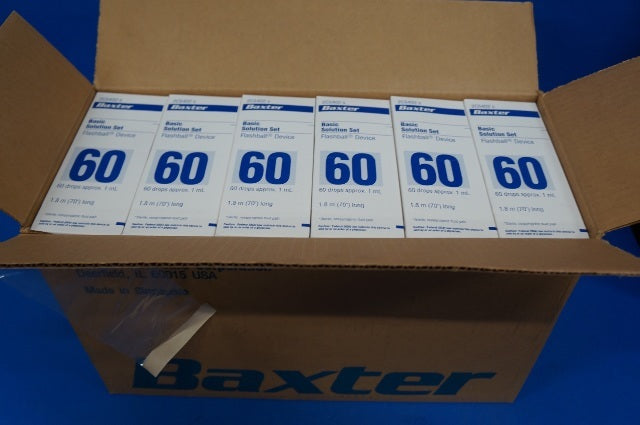 Baxter
Basic
Solution Set
Flashball® Device
60
60 drops approx. 1 mL
1.8 m (70") long
Baxter
Basic
Solution Set
Flashball® Device
60
60 drops approx. 1 mL
1.8 m (70") long
Baxter
Basic
Solution Set
Flashball® Device
60
60 drops approx. 1 mL
1.8 m (70") long
Baxter
Basic
Solution Set
Flashball® Device
60
60 drops approx. 1 mL
1.8 m (70") long
Baxter
Basic
Solution Set
Flashball® Device
60
60 drops approx. 1 mL
1.8 m (70") long
Baxter
Basic
Solution Set
Flashball® Device
60
60 drops approx. 1 mL
1.8 m (70") long
Deerfield, IL 60015 USA
Made in Singapore
Baxter